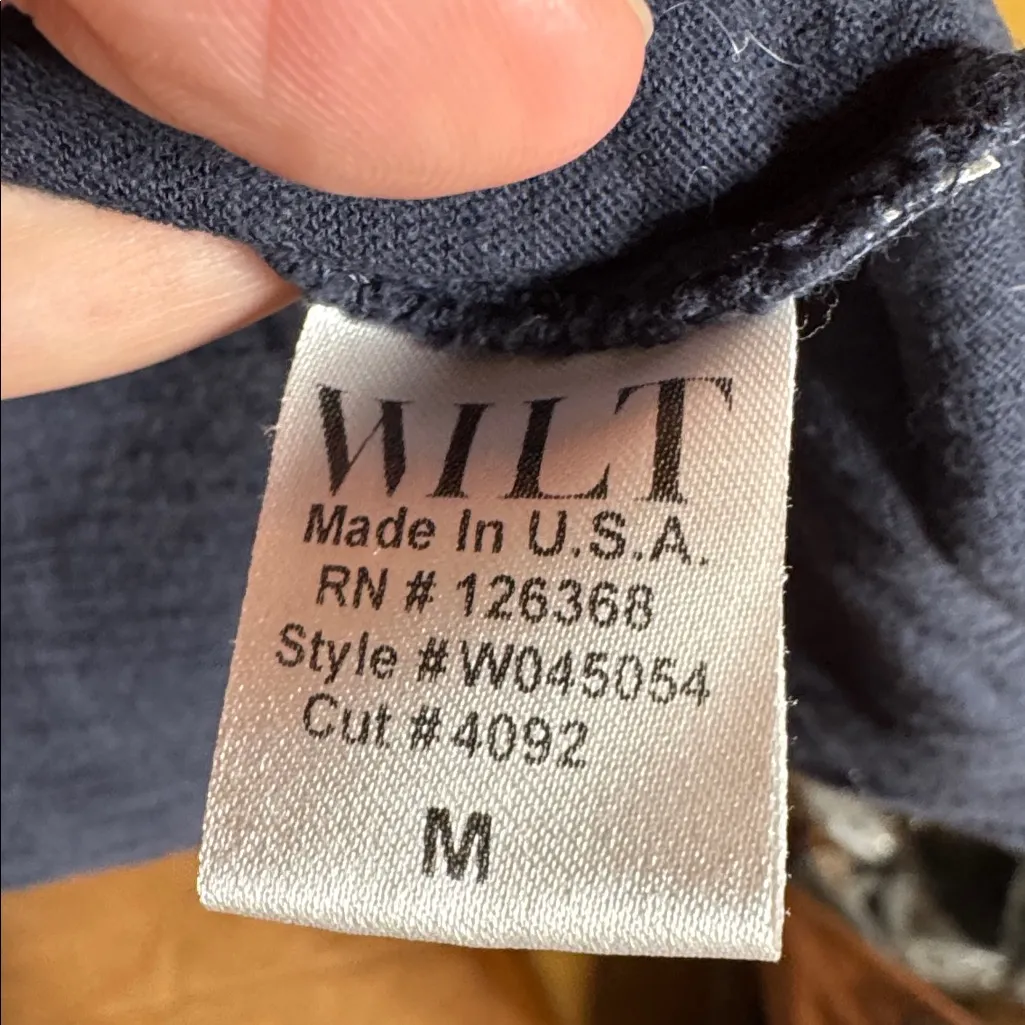 WILT
Made In U.S.A.
RN # 126368
Style #W045054
Cut #4092
M